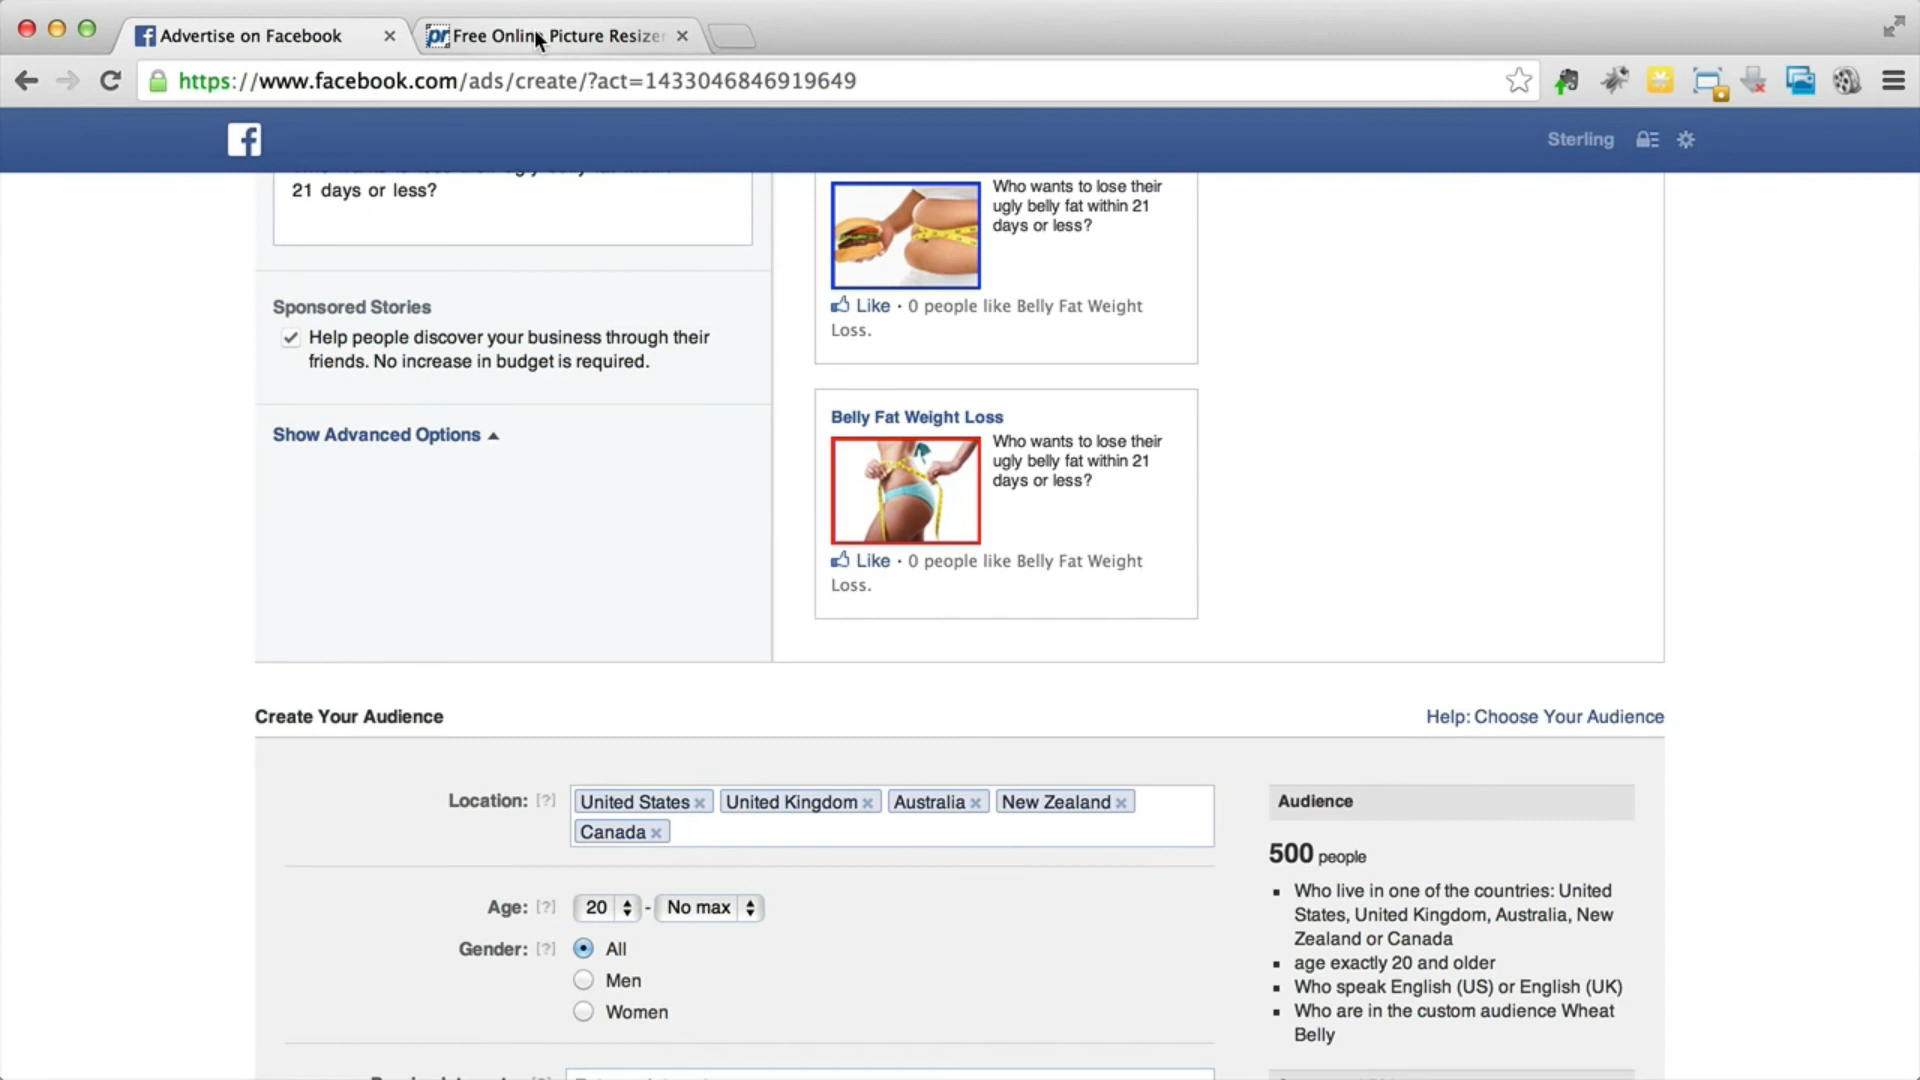 Advertise on Facebook
Free Online Picture Resizer
https://www.facebook.com/ads/create/?act=1433046846919649
Sterling
21 days or less?
Who wants to lose their
ugly belly fat within 21
days or less?
Like · 0 people like Belly Fat Weight
Loss.
Sponsored Stories
Help people discover your business through their
friends. No increase in budget is required.
Show Advanced Options
Belly Fat Weight Loss
Who wants to lose their
ugly belly fat within 21
days or less?
Like · 0 people like Belly Fat Weight
Loss.
Create Your Audience
Help: Choose Your Audience
Location: [?]
United States × United Kingdom × Australia × New Zealand ×
Canada ×
Age: [?] 20 - No max
Gender: [?] All
Men
Women
Audience
500 people
Who live in one of the countries: United
States, United Kingdom, Australia, New
Zealand or Canada
age exactly 20 and older
Who speak English (US) or English (UK)
Who are in the custom audience Wheat
Belly